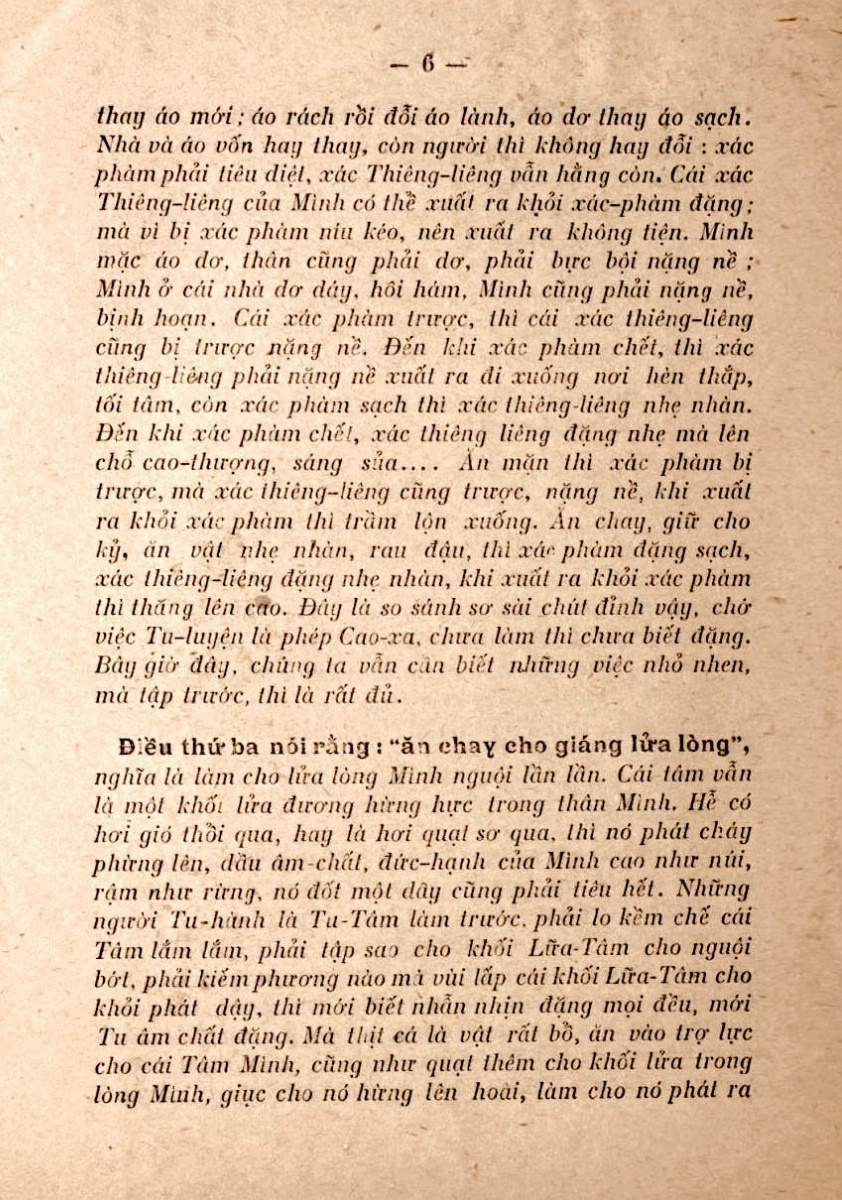 — 6 —
thay áo mới; áo rách rồi đổi áo lành, áo dơ thay áo sạch.
Nhà và áo vốn hay thay, còn người thì không hay đổi : xác
phàm phải tiêu diệt, xác Thiêng-liêng vẫn hằng còn. Cái xác
Thiêng-liêng của Mình có thể xuất ra khỏi xác-phàm đặng;
mà vì bị xác phàm níu kéo, nên xuất ra không tiện. Mình
mặc áo dơ, thân cũng phải dơ, phải bực bội nặng nề ;
Mình ở cái nhà dơ dáy, hôi hám, Mình cũng phải nặng nề,
bịnh hoạn. Cái xác phàm trược, thì cái xác thiêng-liêng
cũng bị trược nặng nề. Đến khi xác phàm chết, thì xác
thiêng-liêng phải nặng nề xuất ra đi xuống nơi hèn thấp,
tối tâm, còn xác phàm sạch thì xác thiêng-liêng nhẹ nhàn.
Đến khi xác phàm chết, xác thiêng liêng đặng nhẹ mà lên
chỗ cao-thượng, sáng sủa.... Ăn mặn thì xác phàm bị
trược, mà xác thiêng-liêng cũng trược, nặng nề, khi xuất
ra khỏi xác phàm thì trầm lộn xuống. Ăn chay, giữ cho
kỷ, ăn vật nhẹ nhàn, rau đậu, thì xác phàm đặng sạch,
xác thiêng-liêng đặng nhẹ nhàn, khi xuất ra khỏi xác phàm
thì thăng lên cao. Đây là so sánh sơ sài chút đỉnh vậy, chớ
việc Tu-luyện là phép Cao-xa, chưa làm thì chưa biết đặng.
Bây giờ đây, chúng ta vẫn cần biết những việc nhỏ nhen,
mà tập trước, thì là rất đủ.
Điều thứ ba nói rằng : “ăn chay cho giáng lửa lòng”,
nghĩa là làm cho lửa lòng Mình nguội lần lần. Cái tâm vẫn
là một khối lửa đương hừng hực trong thân Mình. Hễ có
hơi gió thổi qua, hay là hơi quạt sơ qua, thì nó phát cháy
phừng lên, dầu âm-chất, đức-hạnh của Mình cao như núi,
rậm như rừng, nó đốt một dây cũng phải tiêu hết. Những
người Tu-hành là Tu-Tâm làm trước, phải lo kềm chế cái
Tâm lắm lắm, phải tập sao cho khối Lữa-Tâm cho nguội
bớt, phải kiếm phương nào mà vùi lấp cái khối Lữa-Tâm cho
khỏi phát dậy, thì mới biết nhẫn nhịn đặng mọi đều, mới
Tu âm chất đặng. Mà thịt cá là vật rất bổ, ăn vào trợ lực
cho cái Tâm Mình, cũng như quạt thêm cho khối lửa trong
lòng Mình, giục cho nó hừng lên hoài, làm cho nó phát ra